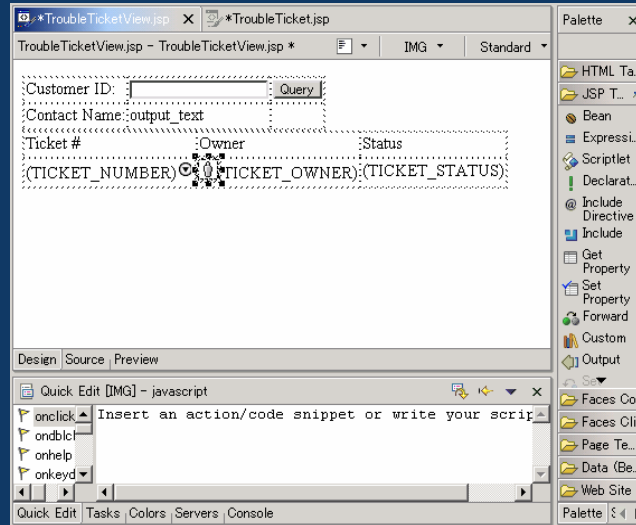 *TroubleTicketView.jsp X *TroubleTicket.jsp
TroubleTicketView.jsp - TroubleTicketView.jsp * IMG Standard
Customer ID: Query
Contact Name: output_text
Ticket # Owner Status
(TICKET_NUMBER) TICKET_OWNER) (TICKET_STATUS)
Design Source Preview
Quick Edit [IMG] - javascript
onclick
ondblcl
onhelp
onkeyd
Insert an action/code snippet or write your scrip
Quick Edit Tasks Colors Servers Console
Palette
HTML Ta..
JSP T...
Bean
Expressi..
Scriptlet
Declarat..
Include
Directive
Include
Get
Property
Set
Property
Forward
Custom
Output
Se
Faces Co
Faces Cli
Page Te...
Data (Be..
Web Site
Palette